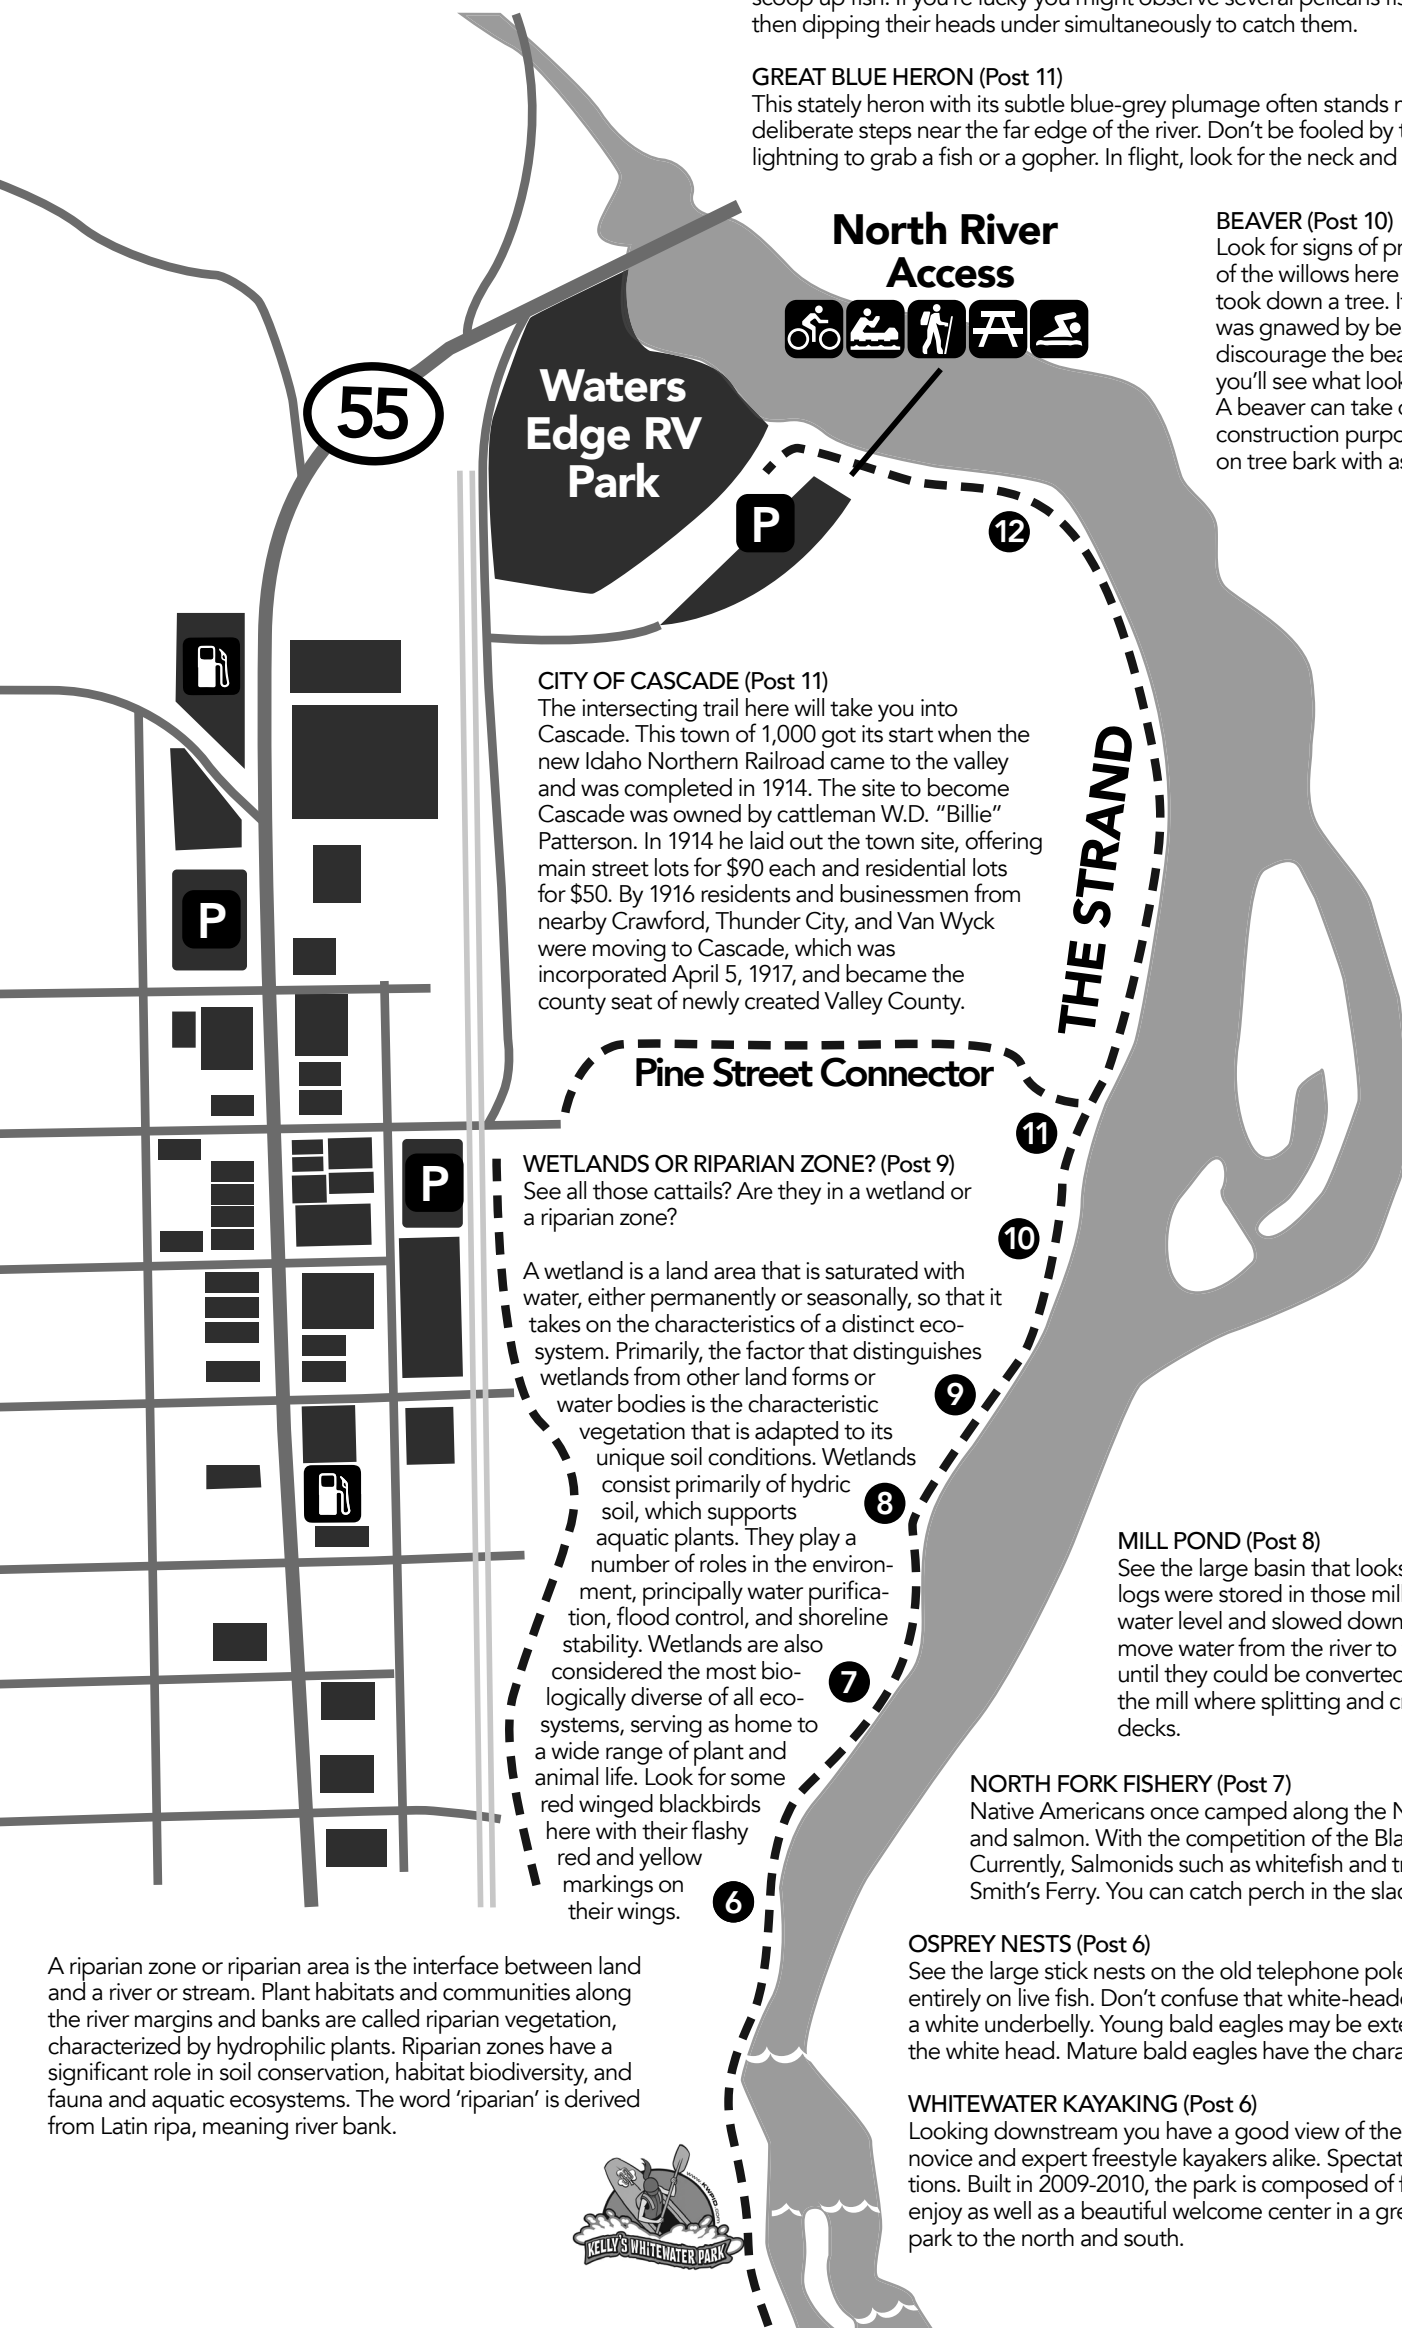 then dipping their heads under simultaneously to catch them.
GREAT BLUE HERON (Post 11)
This stately heron with its subtle blue-grey plumage often stands
deliberate steps near the far edge of the river. Don't be fooled by
lightning to grab a fish or a gopher. In flight, look for the neck and
North River
Access
BEAVER (Post 10)
Look for signs of
of the willows here
took down a tree.
was gnawed by
discourage the
you'll see what
A beaver can take
construction
on tree bark with
55
Waters
Edge RV
Park
P
12
CITY OF CASCADE (Post 11)
The intersecting trail here will take you into
Cascade. This town of 1,000 got its start when the
new Idaho Northern Railroad came to the valley
and was completed in 1914. The site to become
Cascade was owned by cattleman W.D. "Billie"
Patterson. In 1914 he laid out the town site, offering
main street lots for $90 each and residential lots
for $50. By 1916 residents and businessmen from
nearby Crawford, Thunder City, and Van Wyck
were moving to Cascade, which was
incorporated April 5, 1917, and became the
county seat of newly created Valley County.
THE STRAND
P
Pine Street Connector
11
P
WETLANDS OR RIPARIAN ZONE? (Post 9)
See all those cattails? Are they in a wetland or
a riparian zone?
10
A wetland is a land area that is saturated with
water, either permanently or seasonally, so that it
takes on the characteristics of a distinct eco-
system. Primarily, the factor that distinguishes
wetlands from other land forms or
water bodies is the characteristic
vegetation that is adapted to its
unique soil conditions. Wetlands
consist primarily of hydric
soil, which supports
aquatic plants. They play a
number of roles in the environ-
ment, principally water purifica-
tion, flood control, and shoreline
stability. Wetlands are also
considered the most bio-
logically diverse of all eco-
systems, serving as home to
a wide range of plant and
animal life. Look for some
red winged blackbirds
here with their flashy
red and yellow
markings on
their wings.
9
8
7
6
MILL POND (Post 8)
See the large basin that looks
logs were stored in those
water level and slowed down
move water from the river to
until they could be converted
the mill where splitting and
decks.
NORTH FORK FISHERY (Post 7)
Native Americans once camped along the
and salmon. With the competition of the
Currently, Salmonids such as whitefish and
Smith's Ferry. You can catch perch in the
OSPREY NESTS (Post 6)
See the large stick nests on the old telephone
entirely on live fish. Don't confuse that
a white underbelly. Young bald eagles may be
the white head. Mature bald eagles have the
WHITEWATER KAYAKING (Post 6)
Looking downstream you have a good view of the
novice and expert freestyle kayakers alike.
tions. Built in 2009-2010, the park is composed of
enjoy as well as a beautiful welcome center in a
park to the north and south.
A riparian zone or riparian area is the interface between land
and a river or stream. Plant habitats and communities along
the river margins and banks are called riparian vegetation,
characterized by hydrophilic plants. Riparian zones have a
significant role in soil conservation, habitat biodiversity, and
fauna and aquatic ecosystems. The word 'riparian' is derived
from Latin ripa, meaning river bank.
www.KWPID.com
KELLY'S WHITEWATER PARK